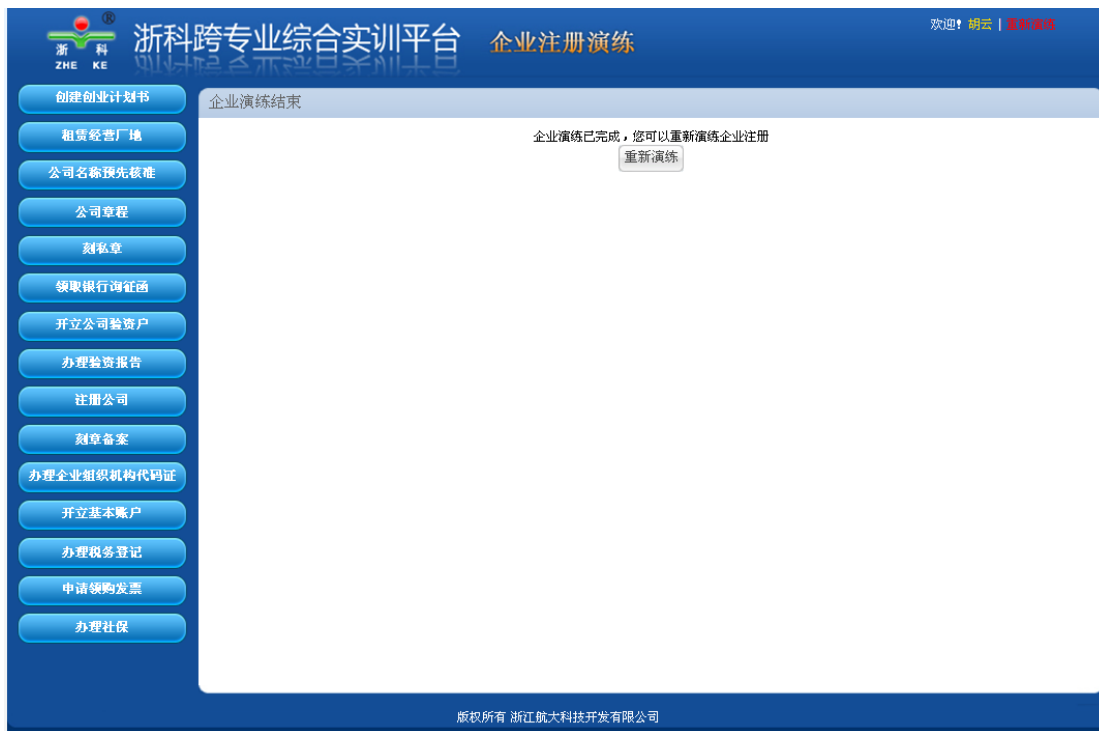 浙 科 ®
ZHE KE
浙科跨专业综合实训平台
企业注册演练
欢迎! 胡云 | 重新演练
创建创业计划书
租赁经营厂地
公司名称预先核准
公司章程
刻私章
领取银行询征函
开立公司验资户
办理验资报告
注册公司
刻章备案
办理企业组织机构代码证
开立基本账户
办理税务登记
申请领购发票
办理社保
企业演练结束
企业演练已完成，您可以重新演练企业注册
重新演练
版权所有 浙江航大科技开发有限公司